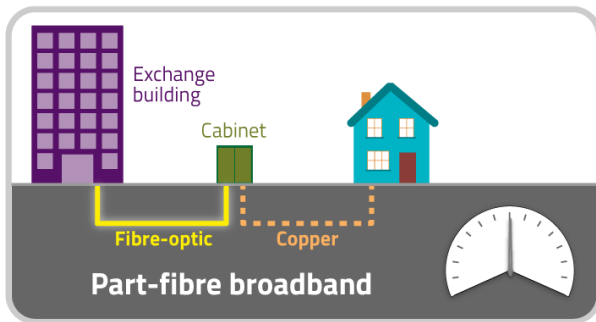 Exchange
building
Cabinet
Fibre-optic
Copper
Part-fibre broadband